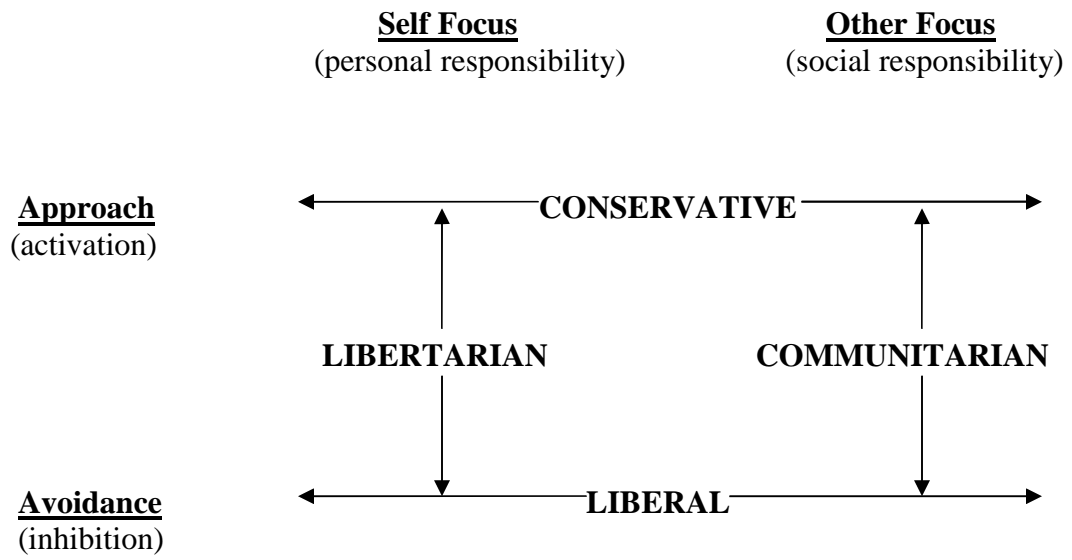 Self Focus
Other Focus
(personal responsibility)
(social responsibility)
Approach
CONSERVATIVE
(activation)
LIBERTARIAN
COMMUNITARIAN
Avoidance
LIBERAL
(inhibition)